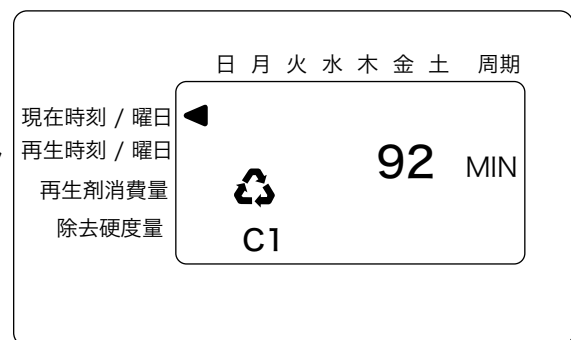 日 月 火 水 木 金 土 周期
現在時刻 / 曜日
再生時刻 / 曜日
92 MIN
再生剤消費量
除去硬度量
C1